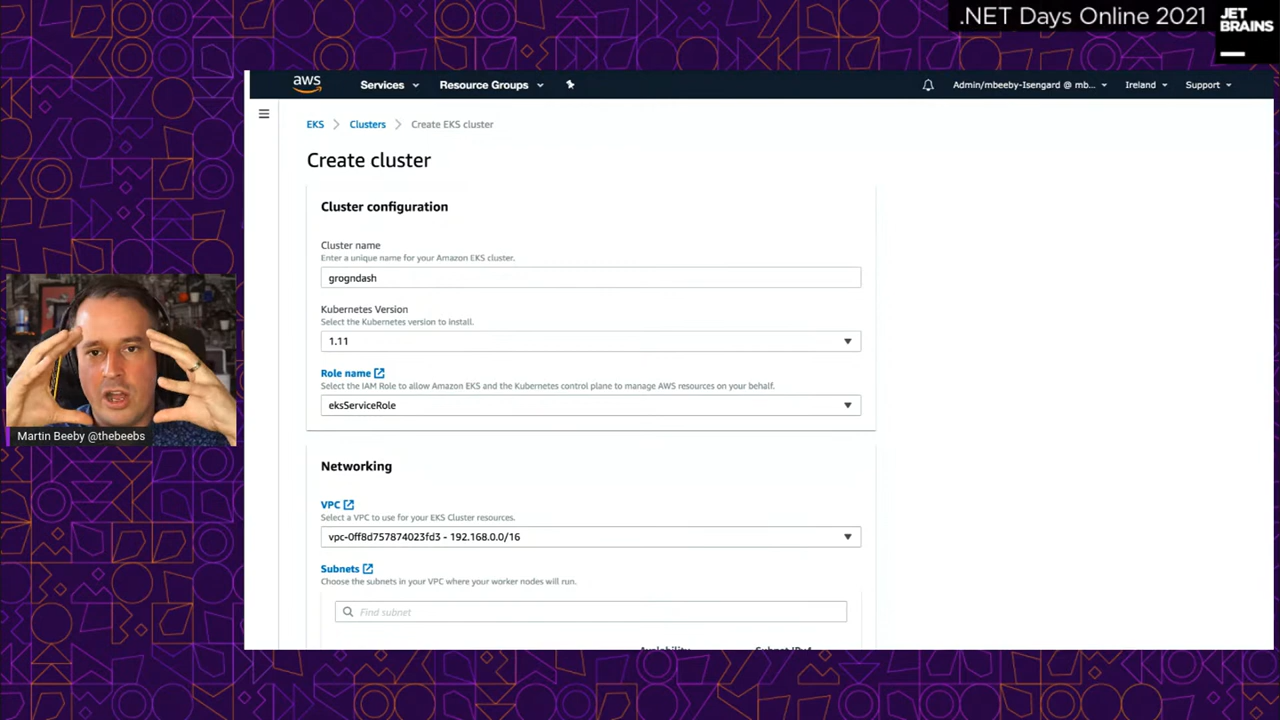 .NET Days Online 2021
JET
BRAINS
aws
Services
Resource Groups
Admin/mbeeby-Isengard @ mb...
Ireland
Support
EKS
Clusters
Create EKS cluster
Create cluster
Cluster configuration
Cluster name
Enter a unique name for your Amazon EKS cluster.
grogndash
Kubernetes Version
Select the Kubernetes version to install.
1.11
Role name
Select the IAM Role to allow Amazon EKS and the Kubernetes control plane to manage AWS resources on your behalf.
eksServiceRole
Martin Beeby @thebeebs
Networking
VPC
Select a VPC to use for your EKS Cluster resources.
vpc-0ff8d757874023fd3 - 192.168.0.0/16
Subnets
Choose the subnets in your VPC where your worker nodes will run.
Find subnet